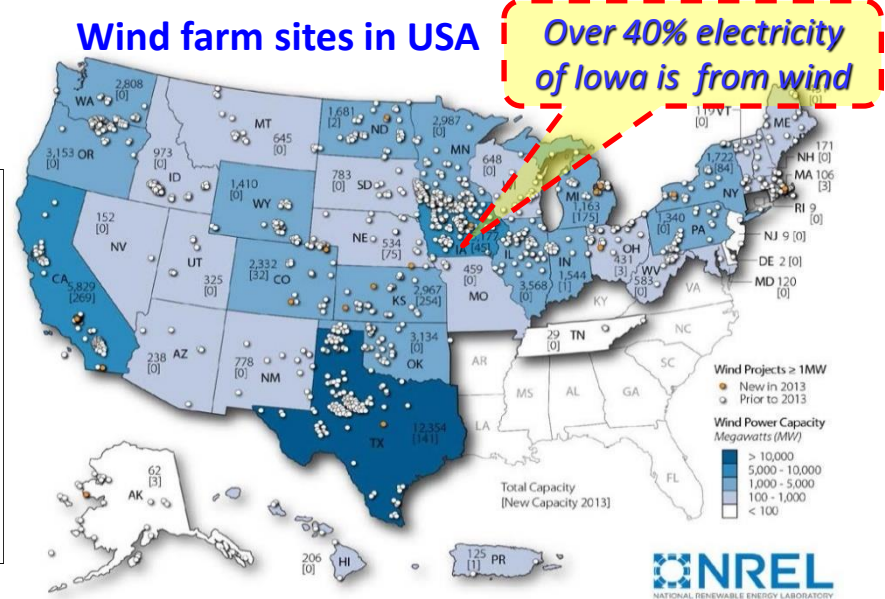 Wind farm sites in USA
Over 40% electricity
of Iowa is from wind
WA
2,808
[0]
3,153 OR
[0]
973
[0]
ID
MT
645
[0]
1,681
[2]
ND
2,987
[0]
MN
648
[0]
783
[0]
SD
1,410
[0]
WY
152
[0]
NV
UT
325
[0]
2,332
[32]
CO
NE
534
[75]
IA
[45]
CA
5,829
[269]
2,967
[254]
KS
459
[0]
MO
IL
3,568
[0]
IN
1,544
[1]
MI
1,163
[175]
OH
431
[3]
WV
583
[0]
1,340
[0]
PA
1,722
[84]
NY
119 VT
[0]
ME
171
NH [0]
MA 106
[3]
RI 9
[0]
NJ 9 [0]
DE 2 [0]
MD 120
[0]
VA
KY
NC
29
[0]
TN
SC
AR
MS
AL
GA
LA
FL
238
[0]
AZ
778
[0]
NM
3,134
[0]
OK
12,354
[141]
TX
62
[3]
AK
206
[0]
HI
125
[1]
PR
Wind Projects ≥ 1MW
New in 2013
Prior to 2013
Wind Power Capacity
Megawatts (MW)
> 10,000
5,000 - 10,000
1,000 - 5,000
100 - 1,000
< 100
Total Capacity
[New Capacity 2013]
NREL
NATIONAL RENEWABLE ENERGY LABORATORY